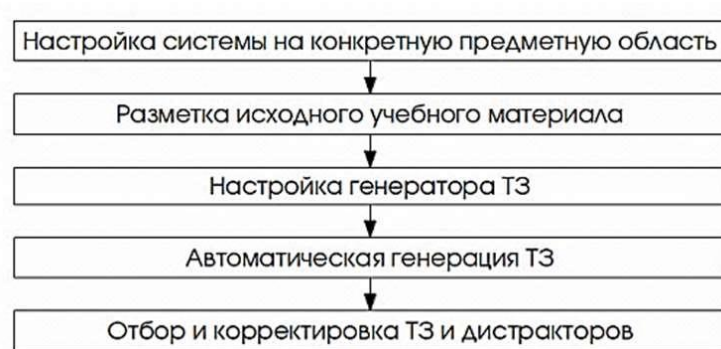 Настройка системы на конкретную предметную область
Разметка исходного учебного материала
Настройка генератора ТЗ
Автоматическая генерация ТЗ
Отбор и корректировка ТЗ и дистракторов